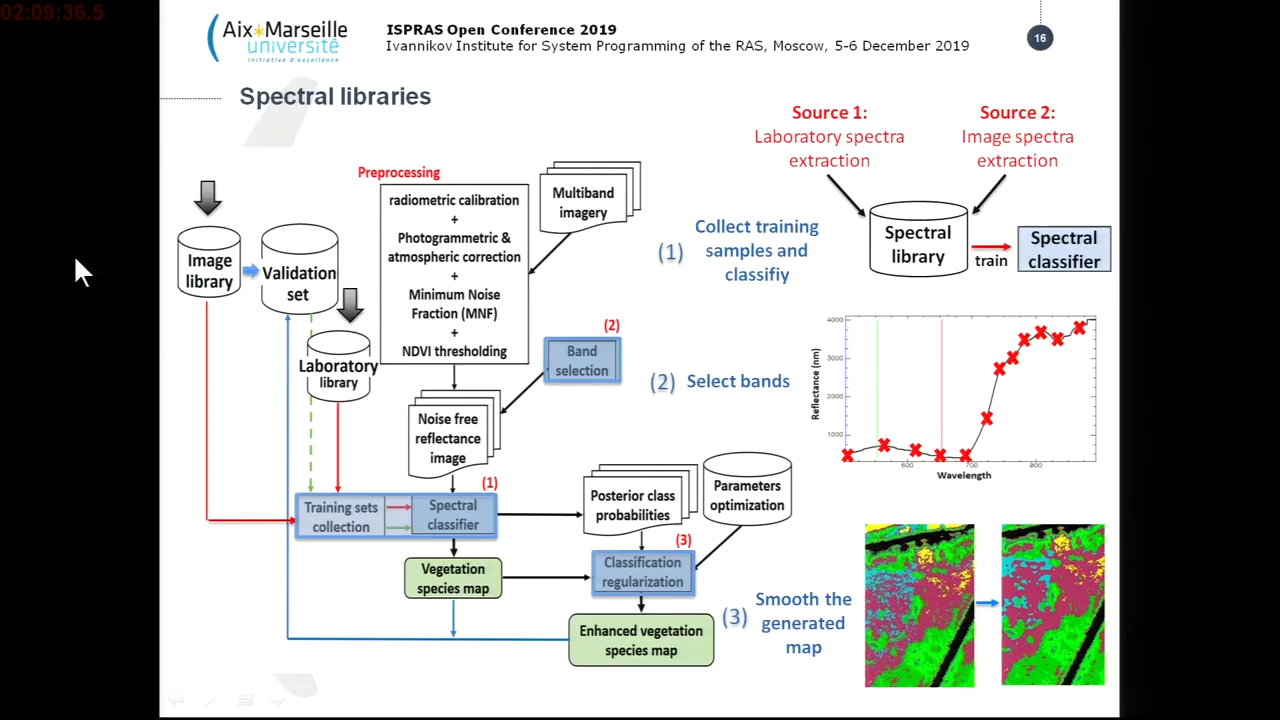 02:09:36.5
Aix Marseille
université
Initiative d'excellence
ISPRAS Open Conference 2019
Ivannikov Institute for System Programming of the RAS, Moscow, 5-6 December 2019
16
Spectral libraries
Source 1:
Laboratory spectra
extraction
Source 2:
Image spectra
extraction
Preprocessing
radiometric calibration
+
Photogrammetric &
atmospheric correction
+
Minimum Noise
Fraction (MNF)
+
NDVI thresholding
Multiband
imagery
(1)
Collect training
samples and
classifiy
Spectral
library
train
Spectral
classifier
Image
library
Validation
set
Laboratory
library
(2)
Band
selection
(2)
Select bands
Reflectance (nm)
4000
3000
2000
1000
600
700
800
Wavelength
Noise free
reflectance
image
(1)
Training sets
collection
Spectral
classifier
Posterior class
probabilities
Parameters
optimization
(3)
Classification
regularization
Vegetation
species map
Enhanced vegetation
species map
(3)
Smooth the
generated
map